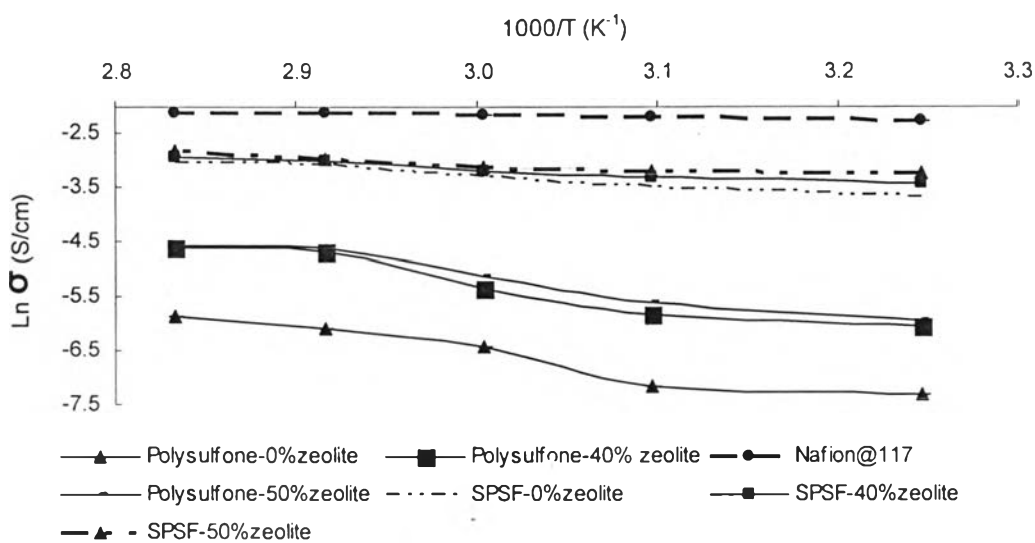 1000/T (K⁻¹)
2.8 2.9 3.0 3.1 3.2 3.3
-2.5
-3.5
-4.5
-5.5
-6.5
-7.5
Ln σ (S/cm)
Polysulfone-0%zeolite Polysulfone-40% zeolite Nafion@117
Polysulfone-50%zeolite SPSF-0%zeolite SPSF-40%zeolite
SPSF-50%zeolite